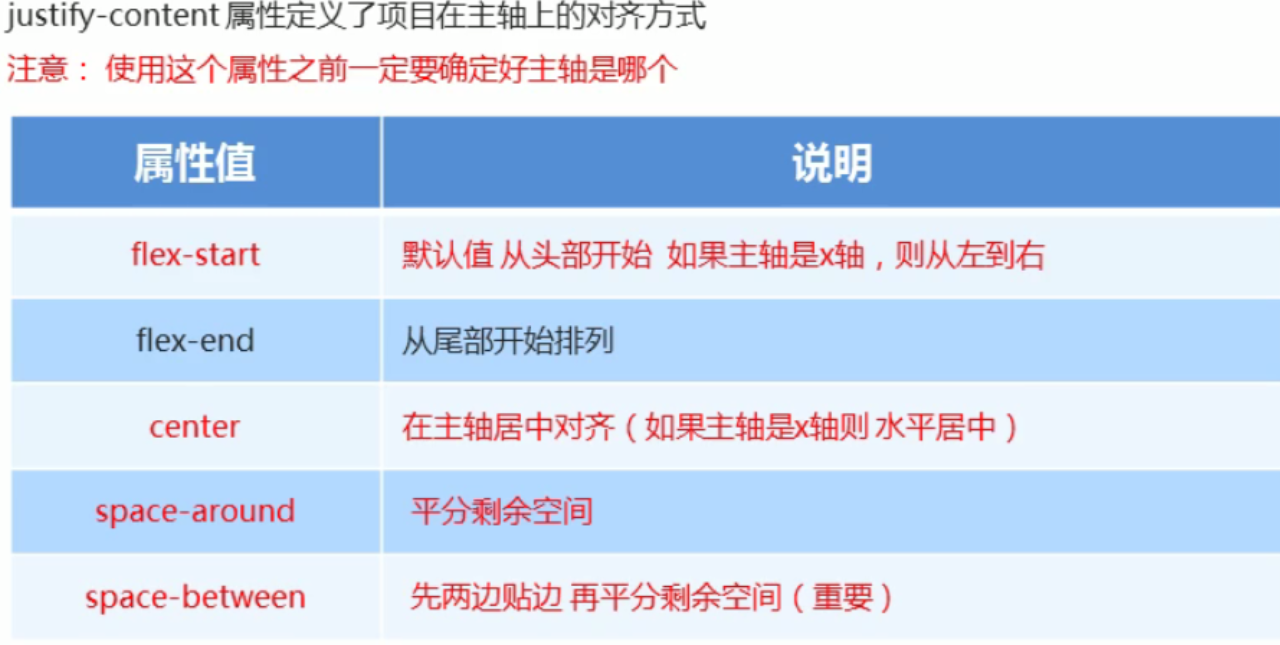 justify-content 属性定义了项目在主轴上的对齐方式
注意： 使用这个属性之前一定要确定好主轴是哪个
属性值 说明
flex-start 默认值 从头部开始 如果主轴是x轴，则从左到右
flex-end 从尾部开始排列
center 在主轴居中对齐（如果主轴是x轴则 水平居中）
space-around 平分剩余空间
space-between 先两边贴边 再平分剩余空间（重要）